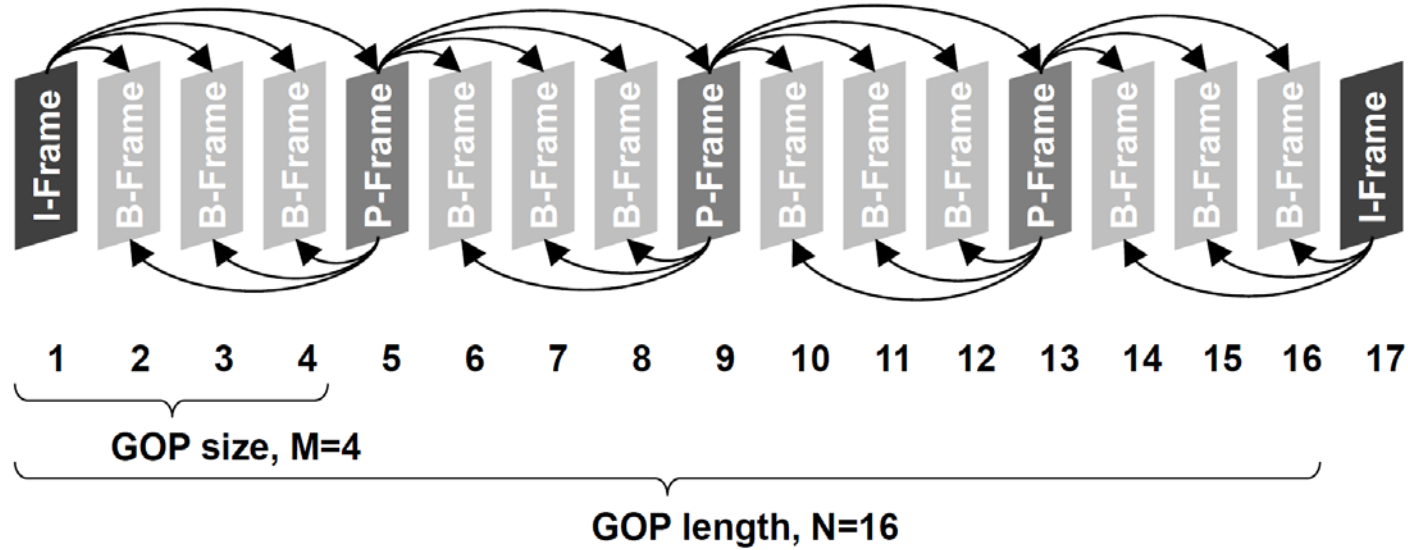 I-Frame B-Frame B-Frame B-Frame P-Frame B-Frame B-Frame B-Frame P-Frame B-Frame B-Frame B-Frame P-Frame B-Frame B-Frame B-Frame I-Frame
1 2 3 4 5 6 7 8 9 10 11 12 13 14 15 16 17
GOP size, M=4
GOP length, N=16